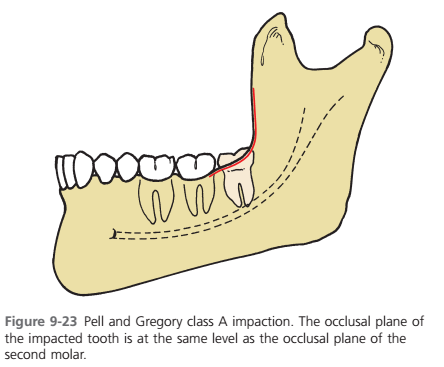 Figure 9-23 Pell and Gregory class A impaction. The occlusal plane of
the impacted tooth is at the same level as the occlusal plane of the
second molar.